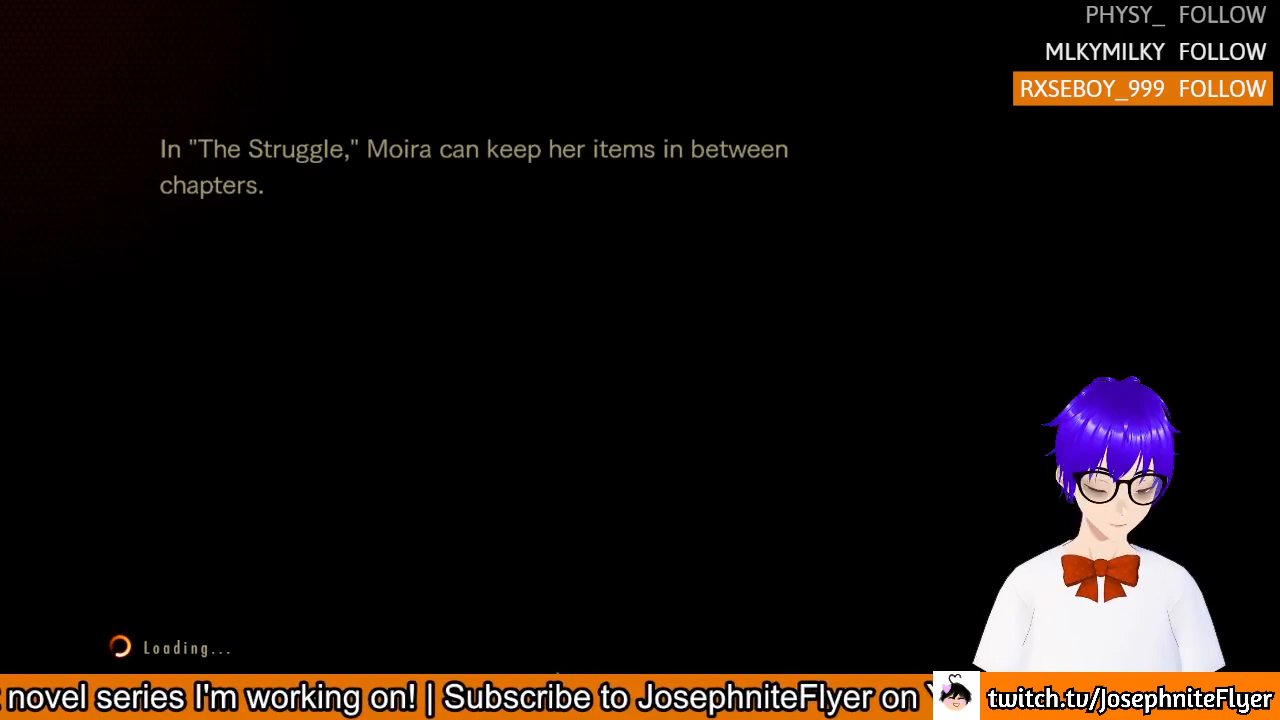 PHYSY_ FOLLOW
MLKYMILKY FOLLOW
RXSEBOY_999 FOLLOW
In "The Struggle," Moira can keep her items in between
chapters.
Loading...
novel series I'm working on! | Subscribe to JosephniteFlyer on
twitch.tv/JosephniteFlyer